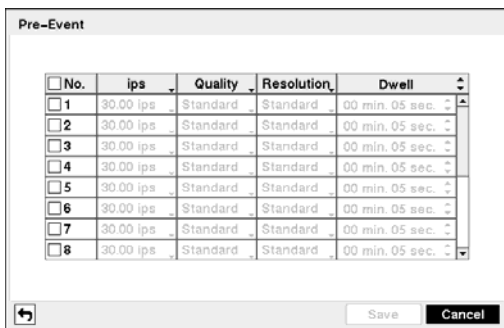 Pre-Event
No. ips Quality Resolution Dwell
1 30.00 ips Standard Standard 00 min. 05 sec.
2 30.00 ips Standard Standard 00 min. 05 sec.
3 30.00 ips Standard Standard 00 min. 05 sec.
4 30.00 ips Standard Standard 00 min. 05 sec.
5 30.00 ips Standard Standard 00 min. 05 sec.
6 30.00 ips Standard Standard 00 min. 05 sec.
7 30.00 ips Standard Standard 00 min. 05 sec.
8 30.00 ips Standard Standard 00 min. 05 sec.
Save Cancel